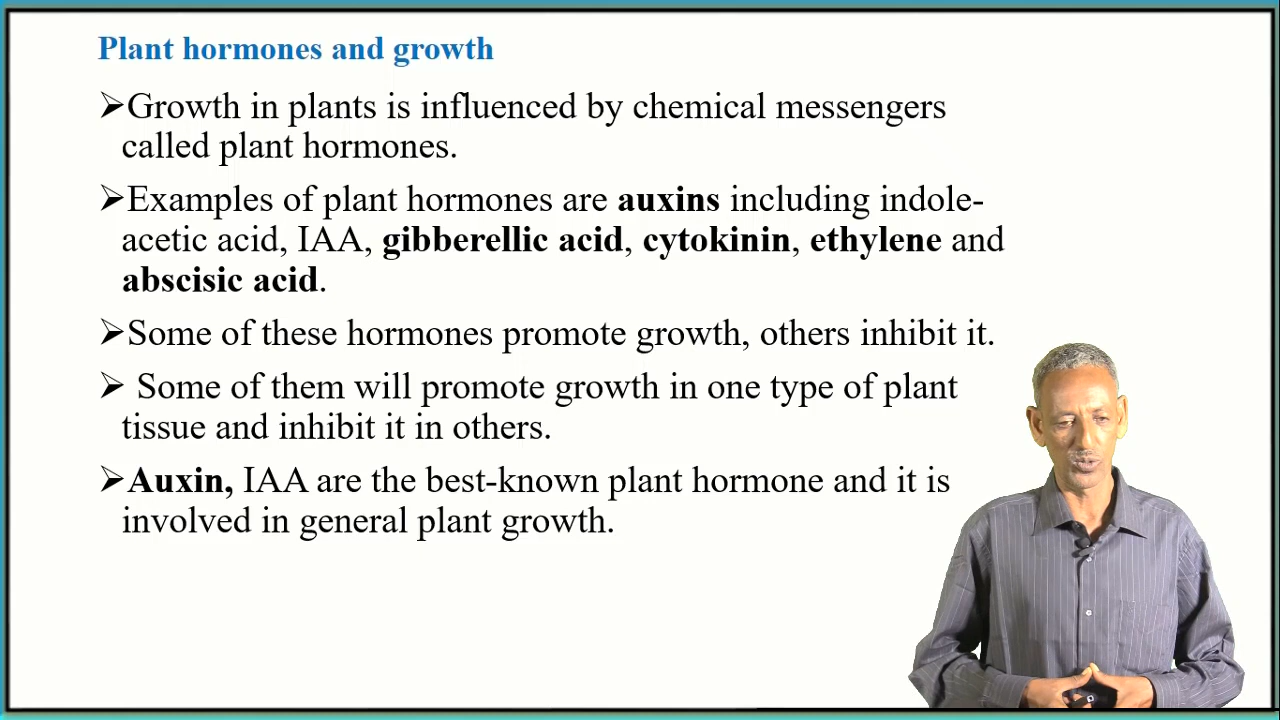 Plant hormones and growth
➢Growth in plants is influenced by chemical messengers
called plant hormones.
➢Examples of plant hormones are auxins including indole-
acetic acid, IAA, gibberellic acid, cytokinin, ethylene and
abscisic acid.
➢Some of these hormones promote growth, others inhibit it.
➢ Some of them will promote growth in one type of plant
tissue and inhibit it in others.
➢Auxin, IAA are the best-known plant hormone and it is
involved in general plant growth.